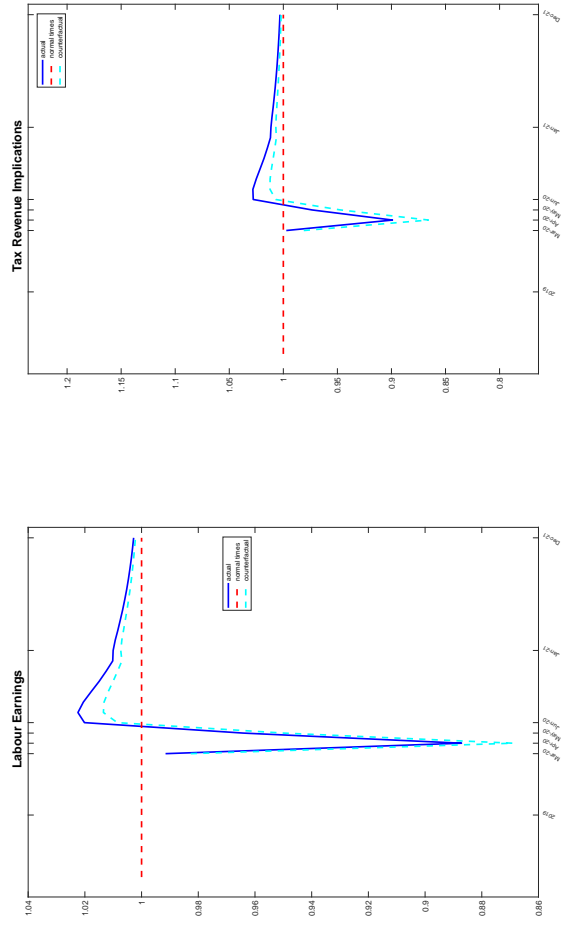 Labour Earnings
1.04
1.02
1
0.98
0.96
0.94
0.92
0.9
0.88
0.86
2019
Mar-20
Apr-20
May-20
Jun-20
Jan-21
Dec-21
actual
normal times
counterfactual
Tax Revenue Implications
1.2
1.15
1.1
1.05
1
0.95
0.9
0.85
0.8
2019
Mar-20
Apr-20
May-20
Jun-20
Jan-21
Dec-21
actual
normal times
counterfactual